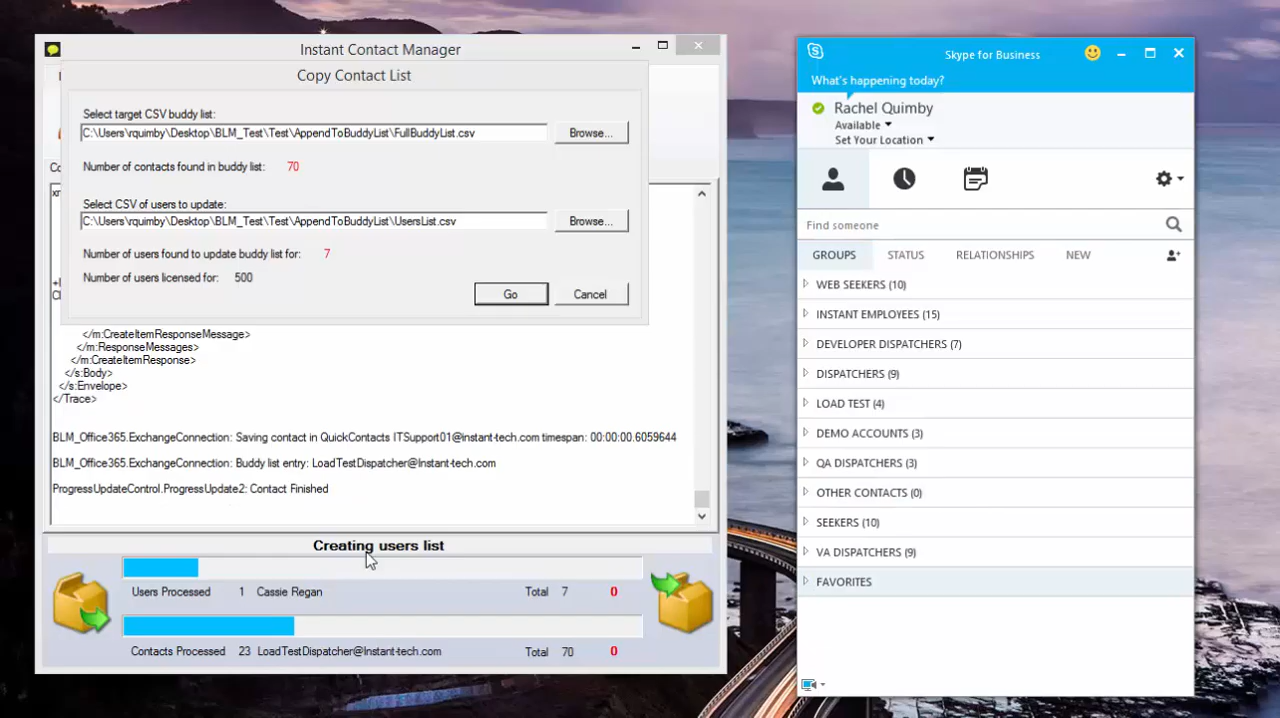 Instant Contact Manager
Copy Contact List
Select target CSV buddy list:
C:\Users\rquimby\Desktop\BLM_Test\Test\AppendToBuddyList\FullBuddyList.csv
Browse...
Number of contacts found in buddy list: 70
Select CSV of users to update:
C:\Users\rquimby\Desktop\BLM_Test\Test\AppendToBuddyList\UsersList.csv
Browse...
Number of users found to update buddy list for: 7
Number of users licensed for: 500
Go
Cancel
</m:CreateItemResponseMessage>
</m:ResponseMessages>
</m:CreateItemResponse>
</s:Body>
</s:Envelope>
</Trace>
BLM_Office365.ExchangeConnection: Saving contact in QuickContacts ITSupport01@instant-tech.com timespan: 00:00:00.6059644
BLM_Office365.ExchangeConnection: Buddy list entry: LoadTestDispatcher@Instant-tech.com
ProgressUpdateControl.ProgressUpdate2: Contact Finished
Creating users list
Users Processed 1 Cassie Regan Total 7 0
Contacts Processed 23 LoadTestDispatcher@Instant-tech.com Total 70 0
Skype for Business
What's happening today?
Rachel Quimby
Available
Set Your Location
Find someone
GROUPS STATUS RELATIONSHIPS NEW
WEB SEEKERS (10)
INSTANT EMPLOYEES (15)
DEVELOPER DISPATCHERS (7)
DISPATCHERS (9)
LOAD TEST (4)
DEMO ACCOUNTS (3)
QA DISPATCHERS (3)
OTHER CONTACTS (0)
SEEKERS (10)
VA DISPATCHERS (9)
FAVORITES